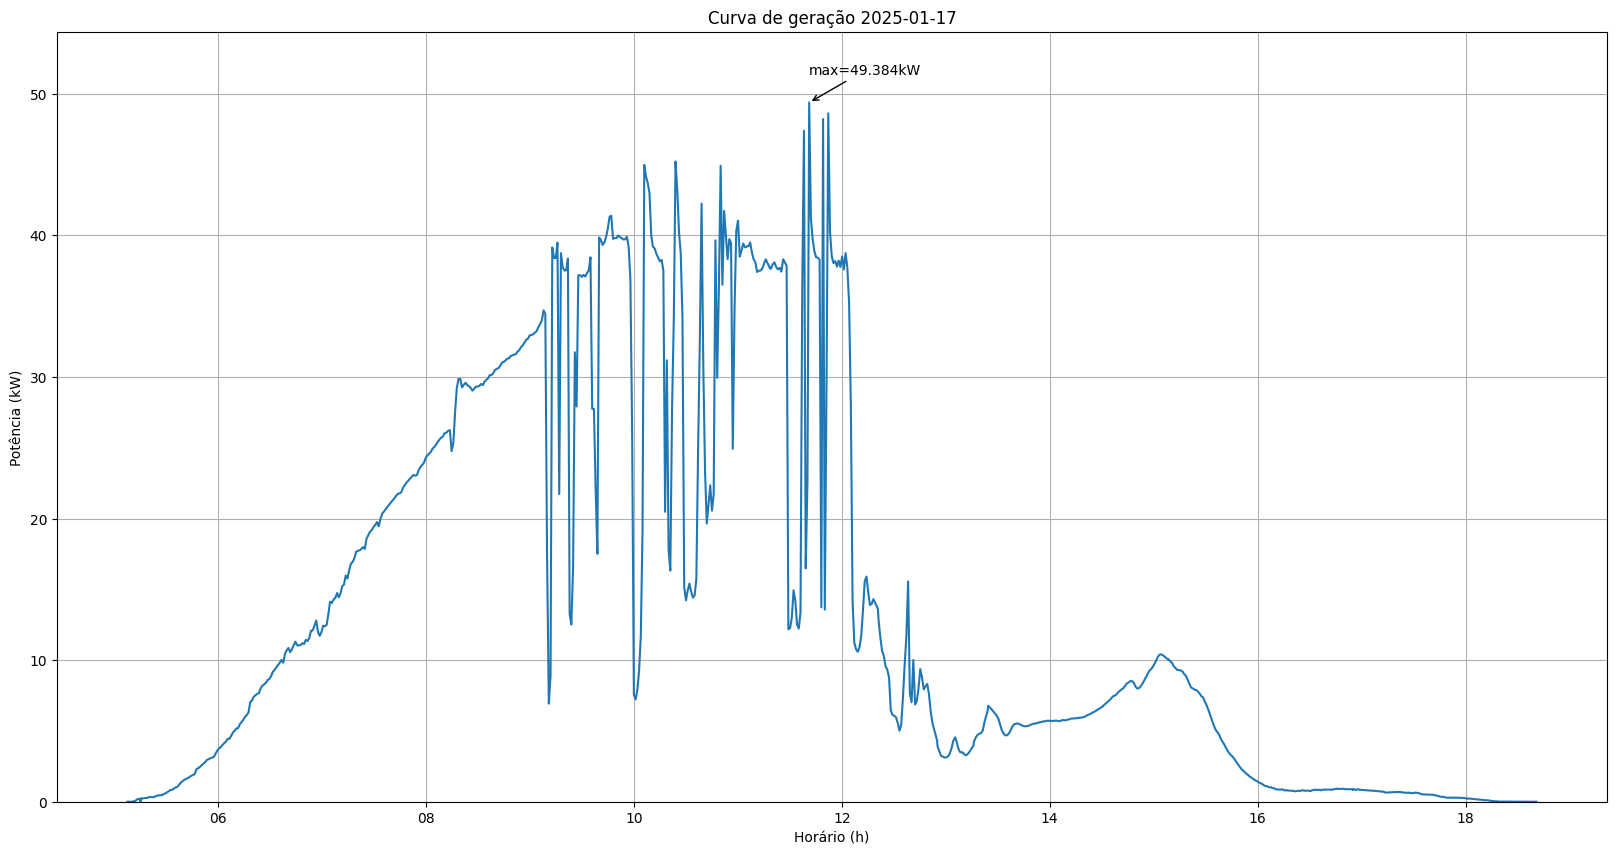 Curva de geração 2025-01-17
max=49.384kW
50
40
30
20
10
0
Potência (kW)
06 08 10 12 14 16 18
Horário (h)